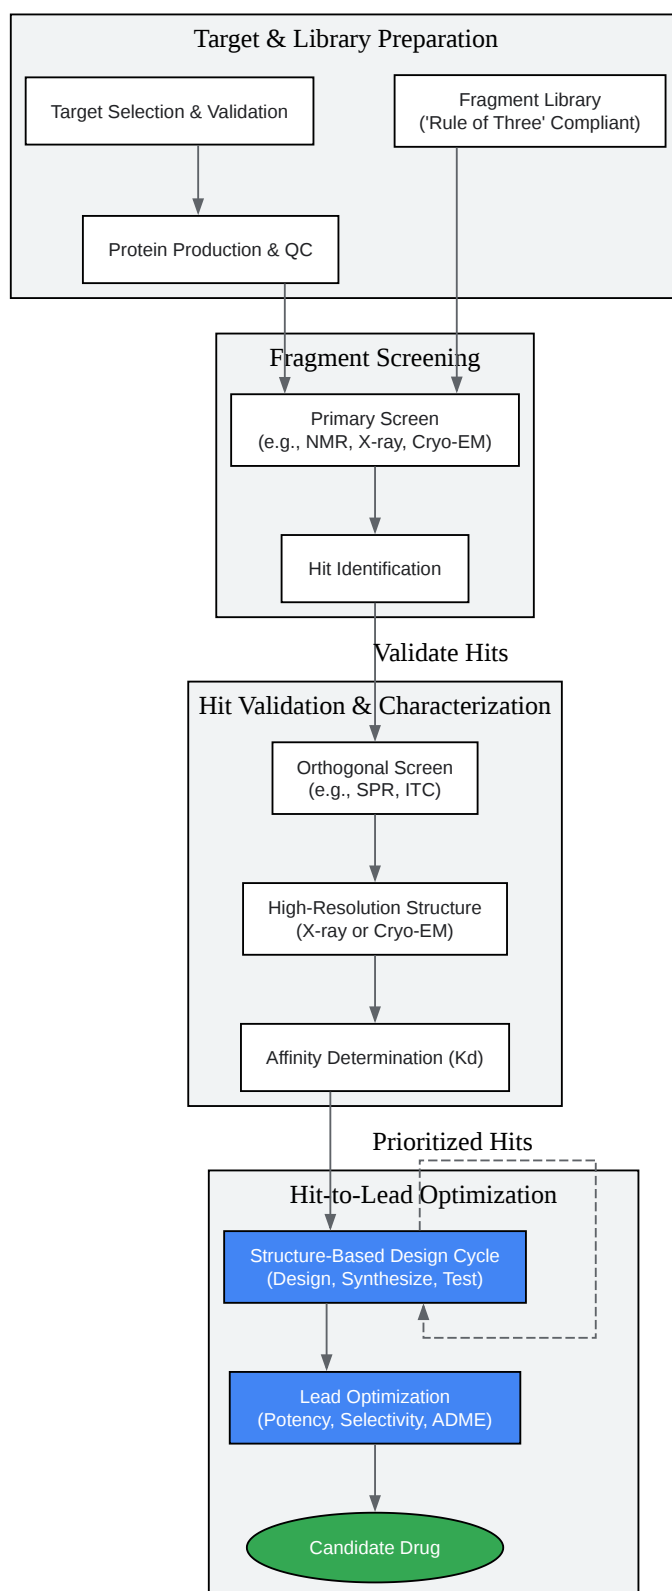 Target & Library Preparation
Target Selection & Validation
Fragment Library
('Rule of Three' Compliant)
Protein Production & QC
Fragment Screening
Primary Screen
(e.g., NMR, X-ray, Cryo-EM)
Hit Identification
Validate Hits
Hit Validation & Characterization
Orthogonal Screen
(e.g., SPR, ITC)
High-Resolution Structure
(X-ray or Cryo-EM)
Affinity Determination (Kd)
Prioritized Hits
Hit-to-Lead Optimization
Structure-Based Design Cycle
(Design, Synthesize, Test)
Lead Optimization
(Potency, Selectivity, ADME)
Candidate Drug